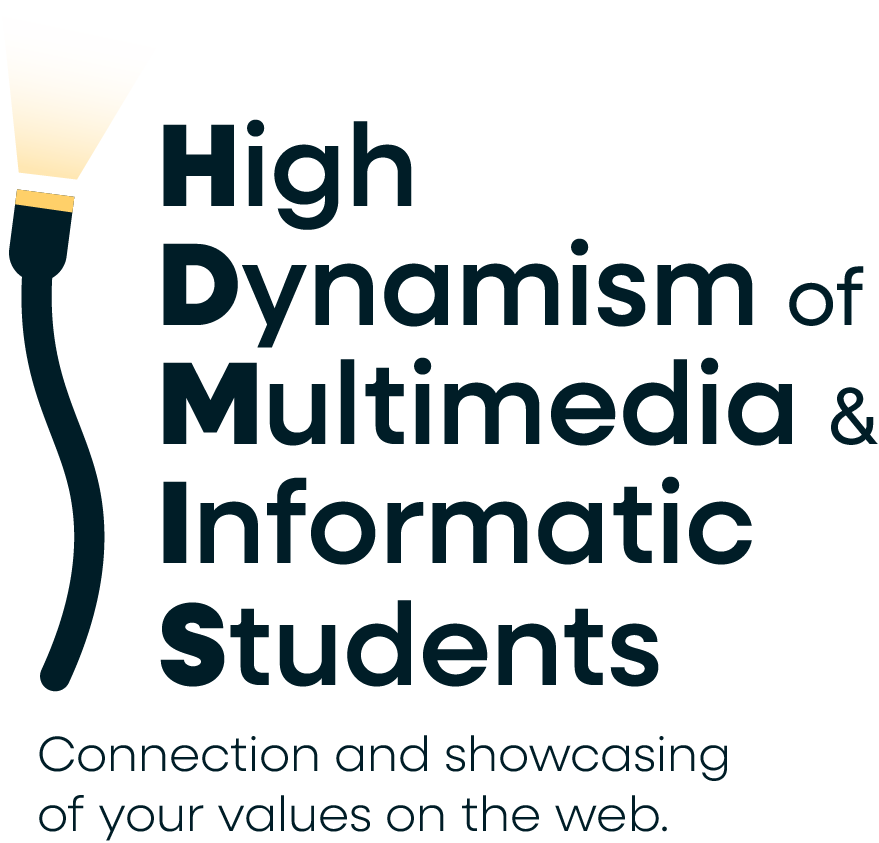 High
Dynamism of
Multimedia &
Informatic
Students
Connection and showcasing
of your values on the web.